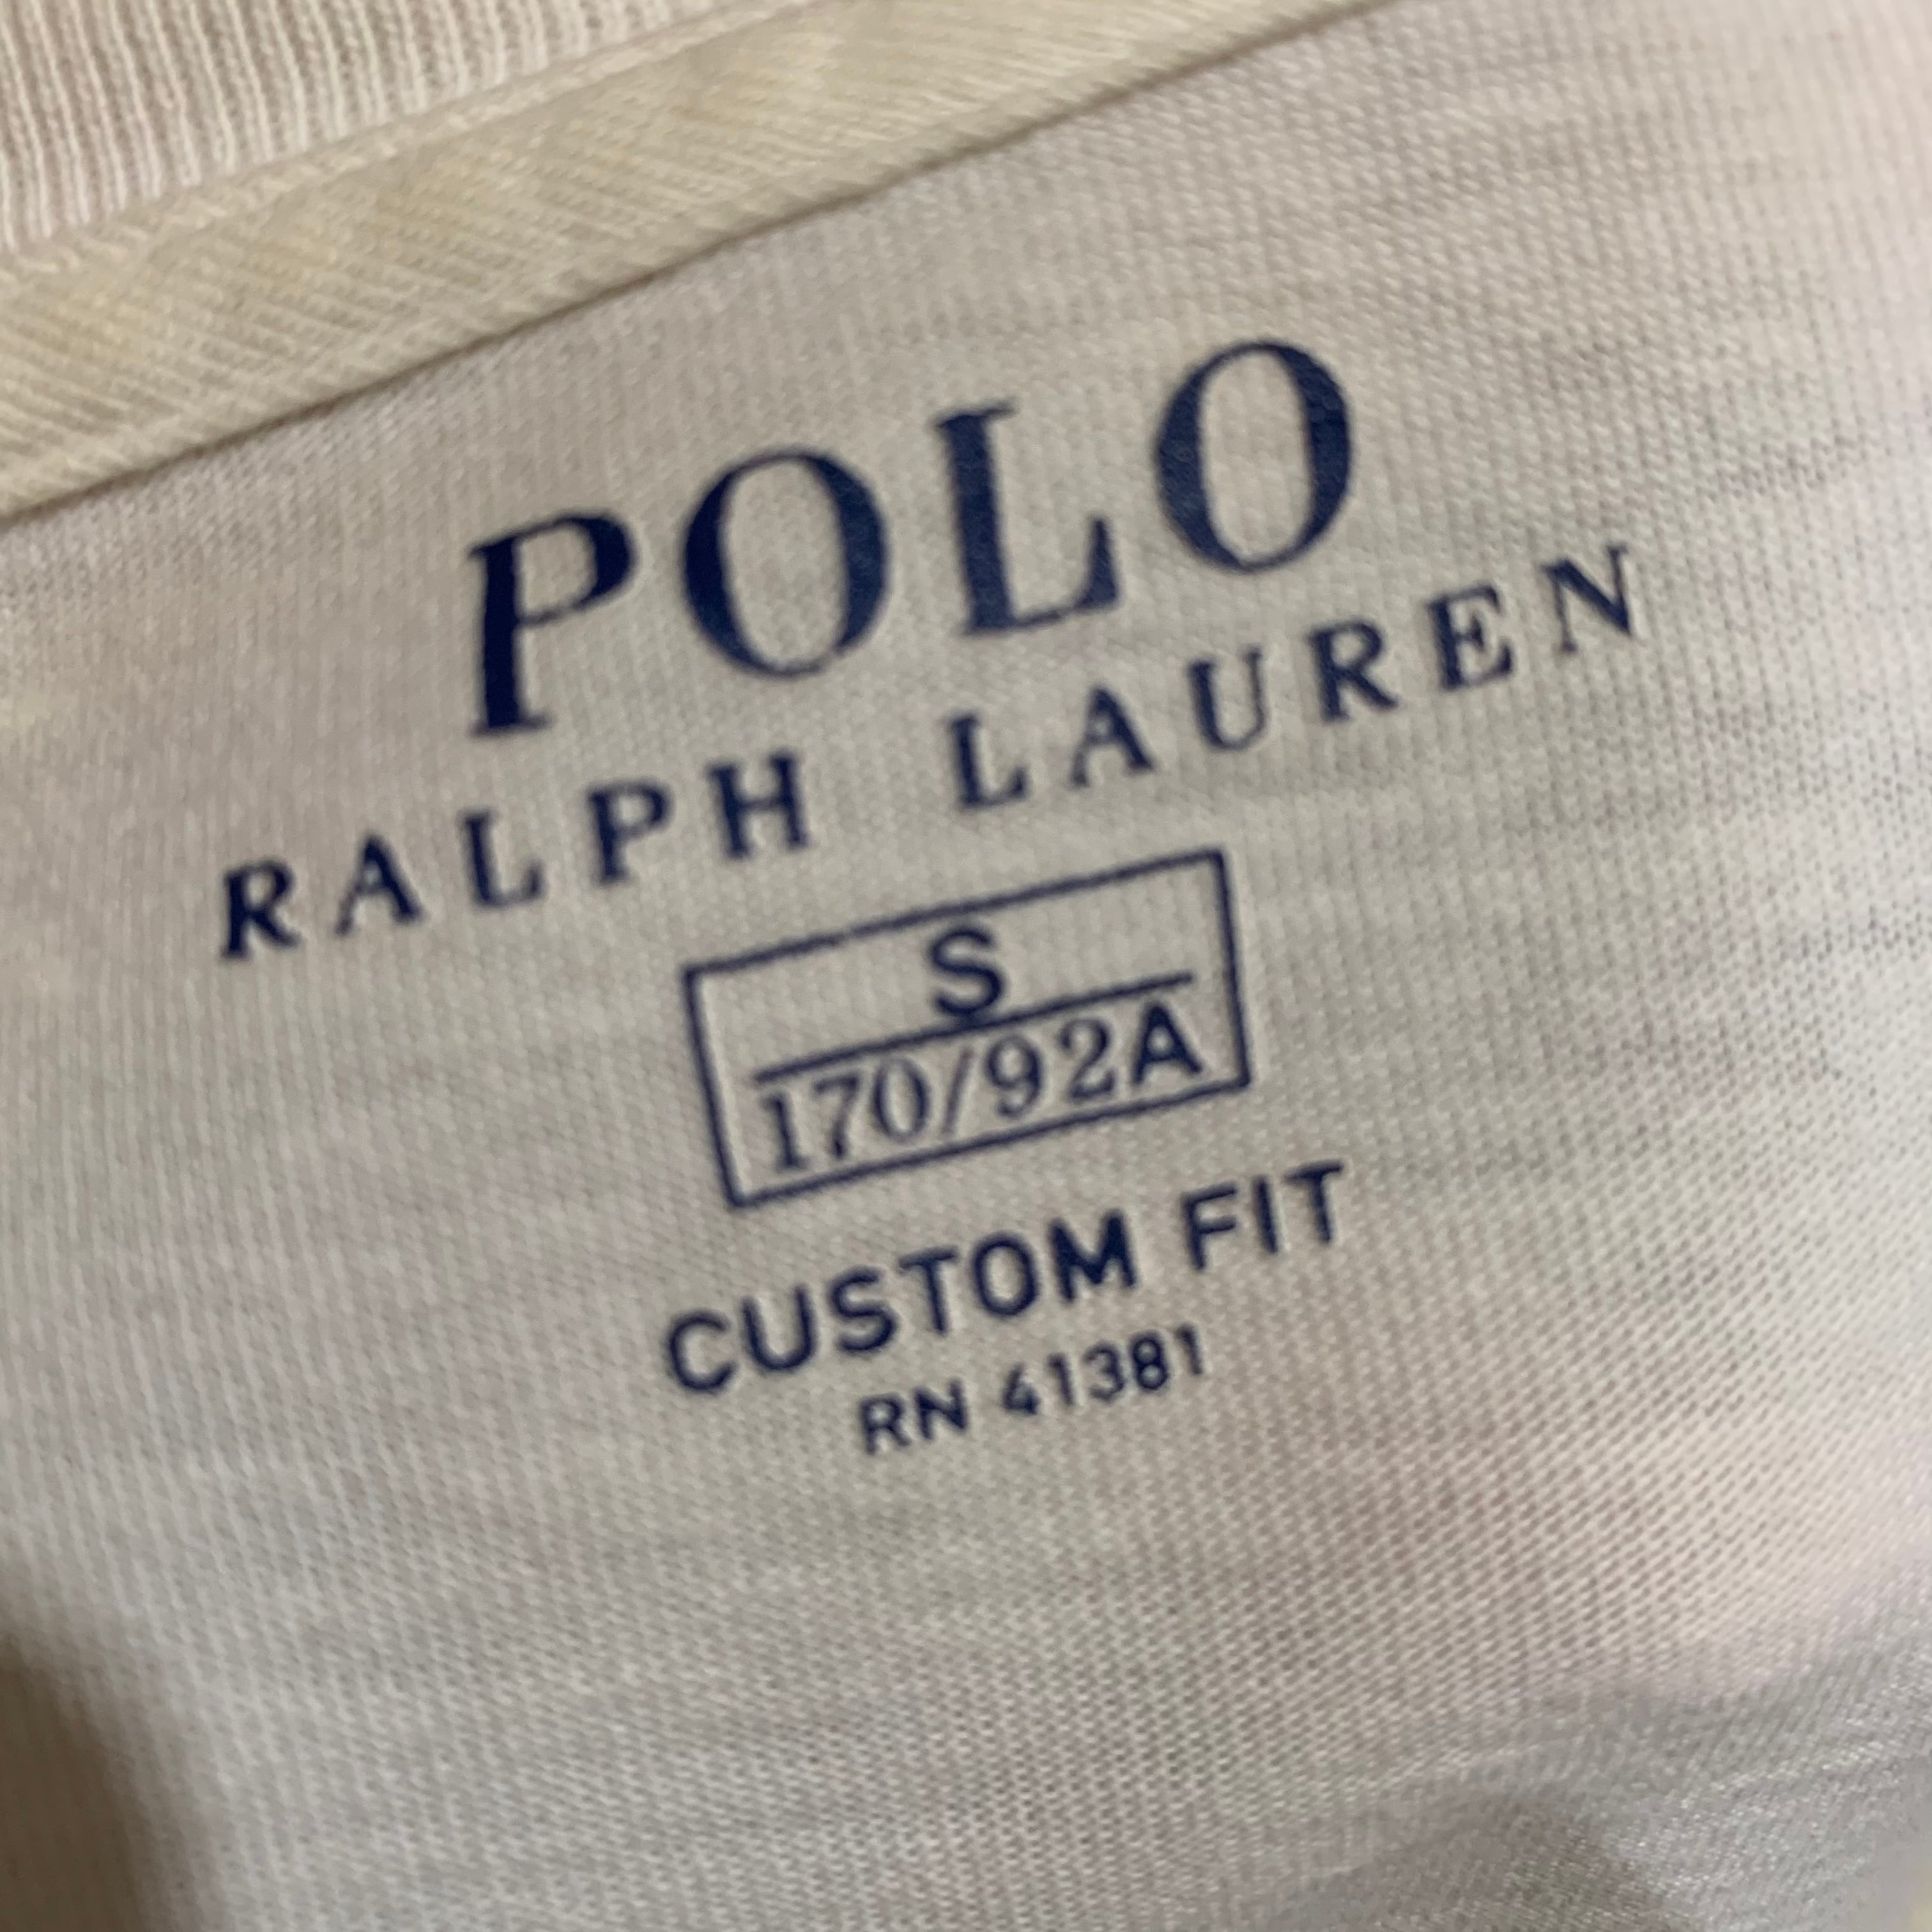 POLO
RALPH LAUREN
S
170/92A
CUSTOM FIT
RN 41381